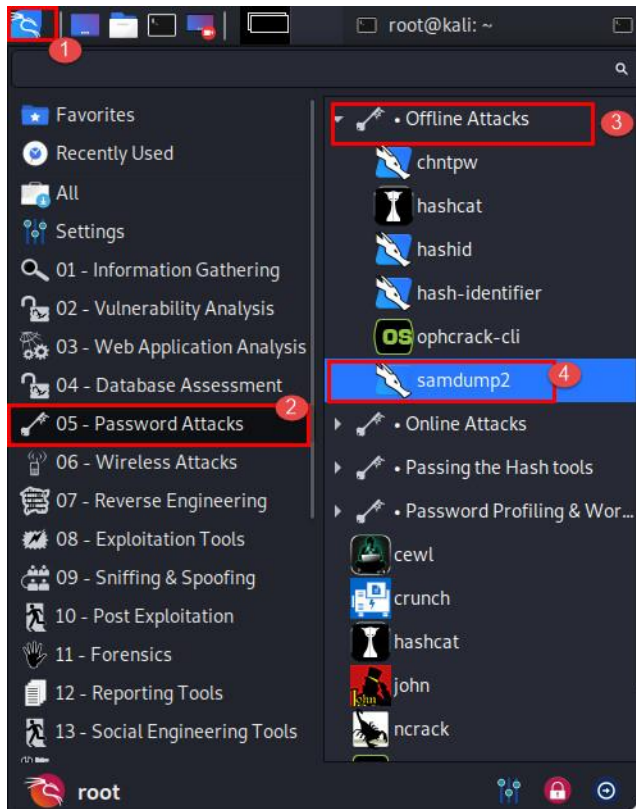 root@kali: ~
1
Favorites
Recently Used
All
Settings
01 - Information Gathering
02 - Vulnerability Analysis
03 - Web Application Analysis
04 - Database Assessment
2
05 - Password Attacks
06 - Wireless Attacks
07 - Reverse Engineering
08 - Exploitation Tools
09 - Sniffing & Spoofing
10 - Post Exploitation
11 - Forensics
12 - Reporting Tools
13 - Social Engineering Tools
• Offline Attacks
3
chntpw
hashcat
hashid
hash-identifier
OS
ophcrack-cli
samdump2
4
• Online Attacks
• Passing the Hash tools
• Password Profiling & Wor...
cewl
crunch
hashcat
john
ncrack
root